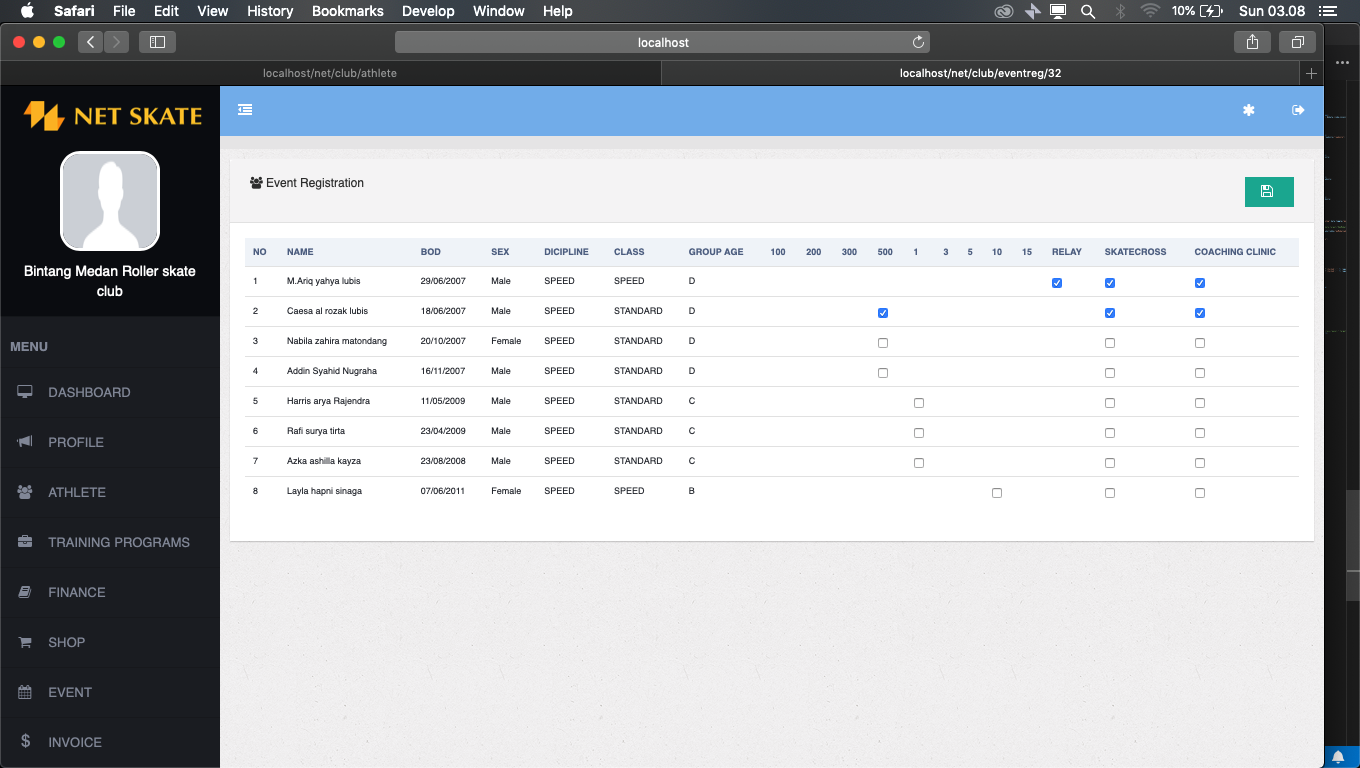 Safari File Edit View History Bookmarks Develop Window Help 10% Sun 03.08
localhost
localhost/net/club/athlete localhost/net/club/eventreg/32
NET SKATE
Bintang Medan Roller skate
club
MENU
DASHBOARD
PROFILE
ATHLETE
TRAINING PROGRAMS
FINANCE
SHOP
EVENT
INVOICE
Event Registration
NO NAME BOD SEX DICIPLINE CLASS GROUP AGE 100 200 300 500 1 3 5 10 15 RELAY SKATECROSS COACHING CLINIC
1 M.Ariq yahya lubis 29/06/2007 Male SPEED SPEED D
2 Caesa al rozak lubis 18/06/2007 Male SPEED STANDARD D
3 Nabila zahira matondang 20/10/2007 Female SPEED STANDARD D
4 Addin Syahid Nugraha 16/11/2007 Male SPEED STANDARD D
5 Harris arya Rajendra 11/05/2009 Male SPEED STANDARD C
6 Rafi surya tirta 23/04/2009 Male SPEED STANDARD C
7 Azka ashilla kayza 23/08/2008 Male SPEED STANDARD C
8 Layla hapni sinaga 07/06/2011 Female SPEED SPEED B